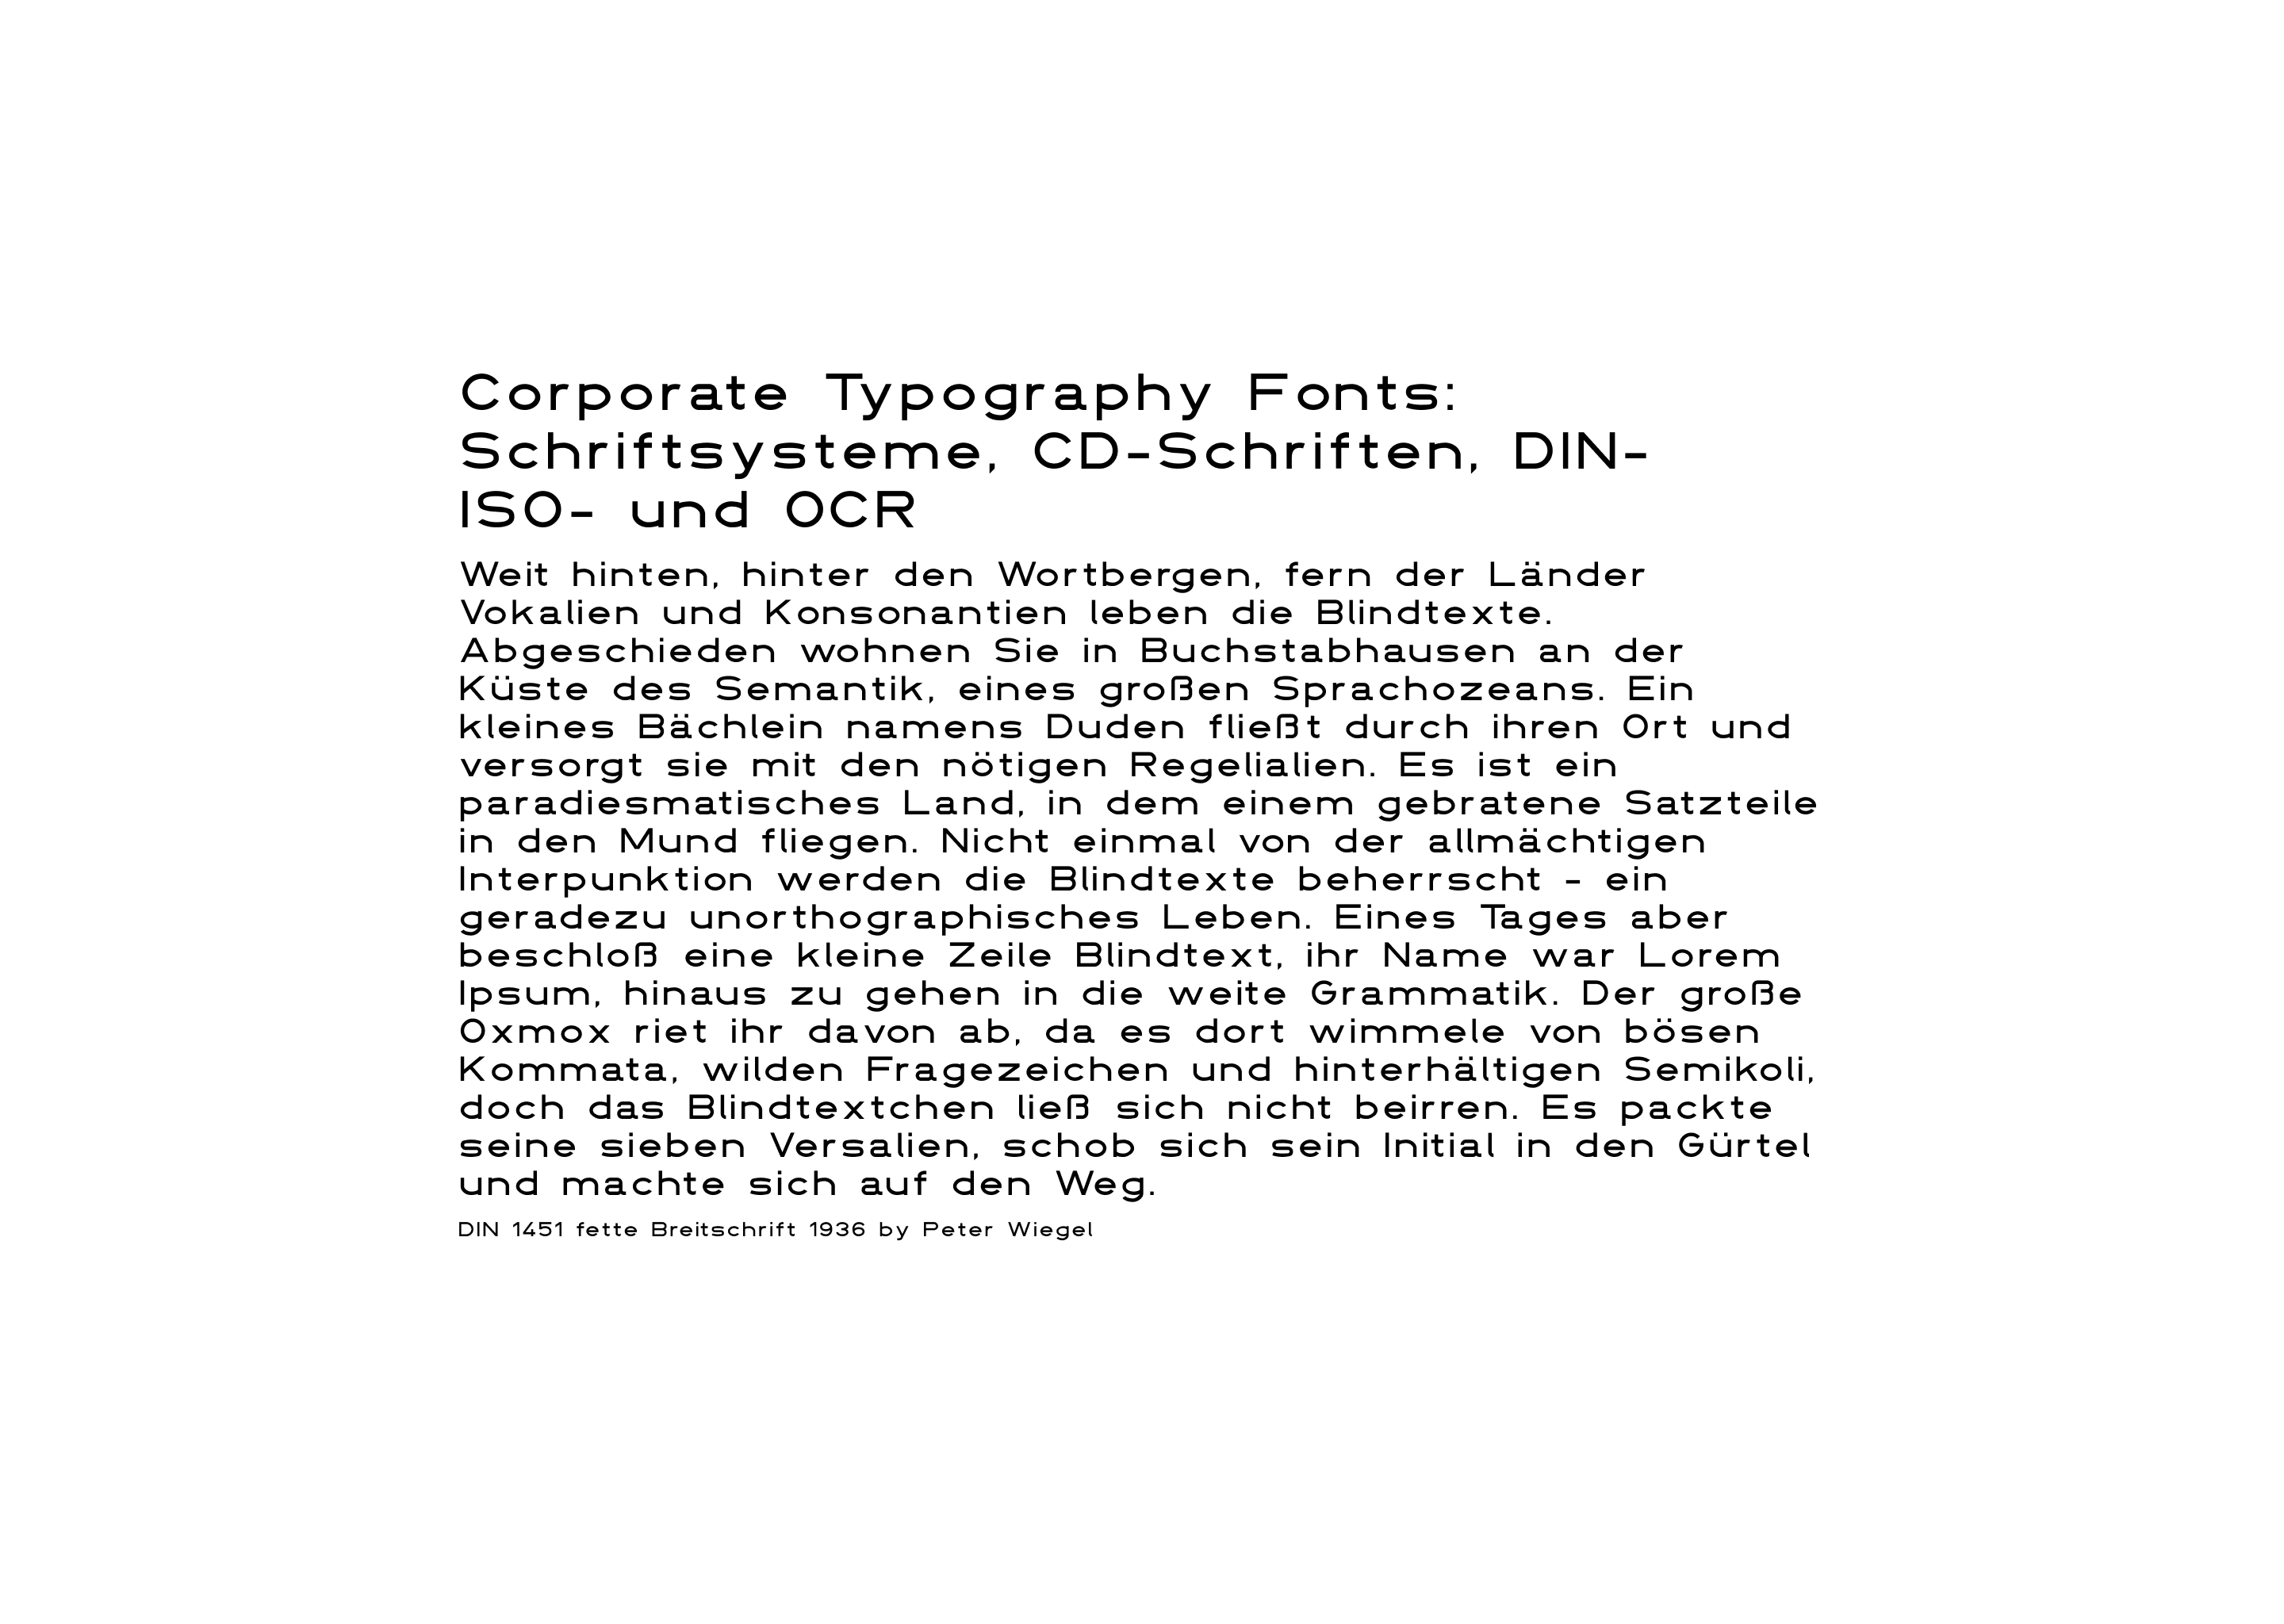 Corporate Typography Fonts:
Schriftsysteme, CD-Schriften, DIN-
ISO- und OCR
Weit hinten, hinter den Wortbergen, fern der Länder
Vokalien und Konsonantien leben die Blindtexte.
Abgeschieden wohnen Sie in Buchstabhausen an der
Küste des Semantik, eines großen Sprachozeans. Ein
kleines Bächlein namens Duden fließt durch ihren Ort und
versorgt sie mit den nötigen Regelialien. Es ist ein
paradiesmatisches Land, in dem einem gebratene Satzteile
in den Mund fliegen. Nicht einmal von der allmächtigen
Interpunktion werden die Blindtexte beherrscht - ein
geradezu unorthographisches Leben. Eines Tages aber
beschloß eine kleine Zeile Blindtext, ihr Name war Lorem
Ipsum, hinaus zu gehen in die weite Grammatik. Der große
Oxmox riet ihr davon ab, da es dort wimmele von bösen
Kommata, wilden Fragezeichen und hinterhältigen Semikoli,
doch das Blindtextchen ließ sich nicht beirren. Es packte
seine sieben Versalien, schob sich sein Initial in den Gürtel
und machte sich auf den Weg.
DIN 1451 fette Breitschrift 1936 by Peter Wiegel